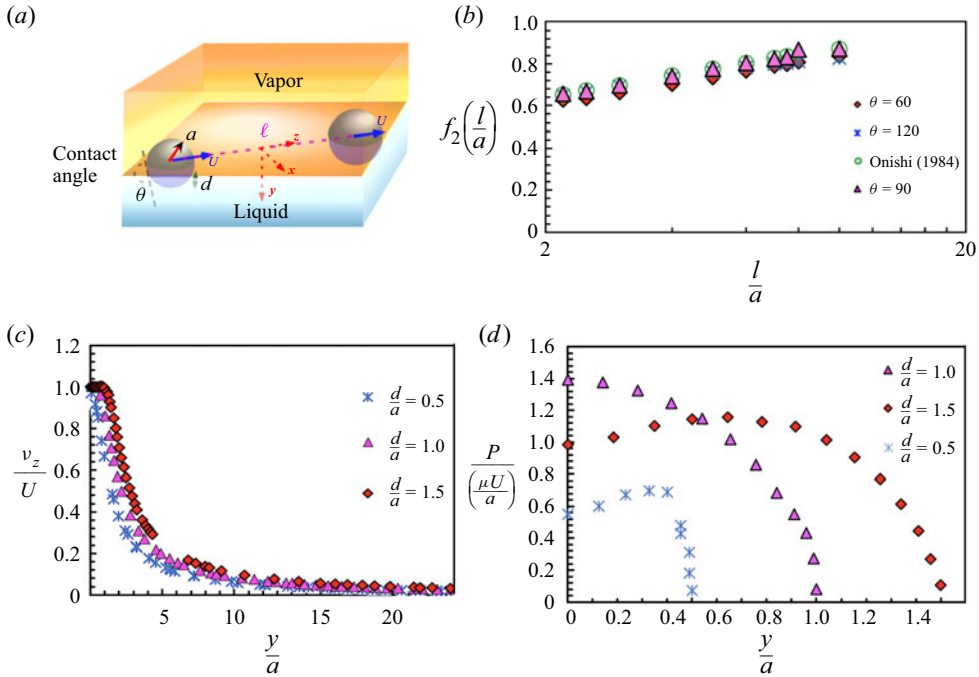 (a)
Vapor
a
U
ℓ
z
U
Contact
angle
θ
d
x
y
Liquid
(b)
1.0
0.8
0.6
0.4
0.2
0
f₂(l/a)
θ = 60
θ = 120
Onishi (1984)
θ = 90
2
20
l/a
(c)
1.2
1.0
0.8
0.6
0.4
0.2
0
v_z/U
d/a = 0.5
d/a = 1.0
d/a = 1.5
5 10 15 20
y/a
(d)
1.6
1.4
1.2
1.0
0.8
0.6
0.4
0.2
0
P/(μU/a)
d/a = 1.0
d/a = 1.5
d/a = 0.5
0 0.2 0.4 0.6 0.8 1.0 1.2 1.4
y/a